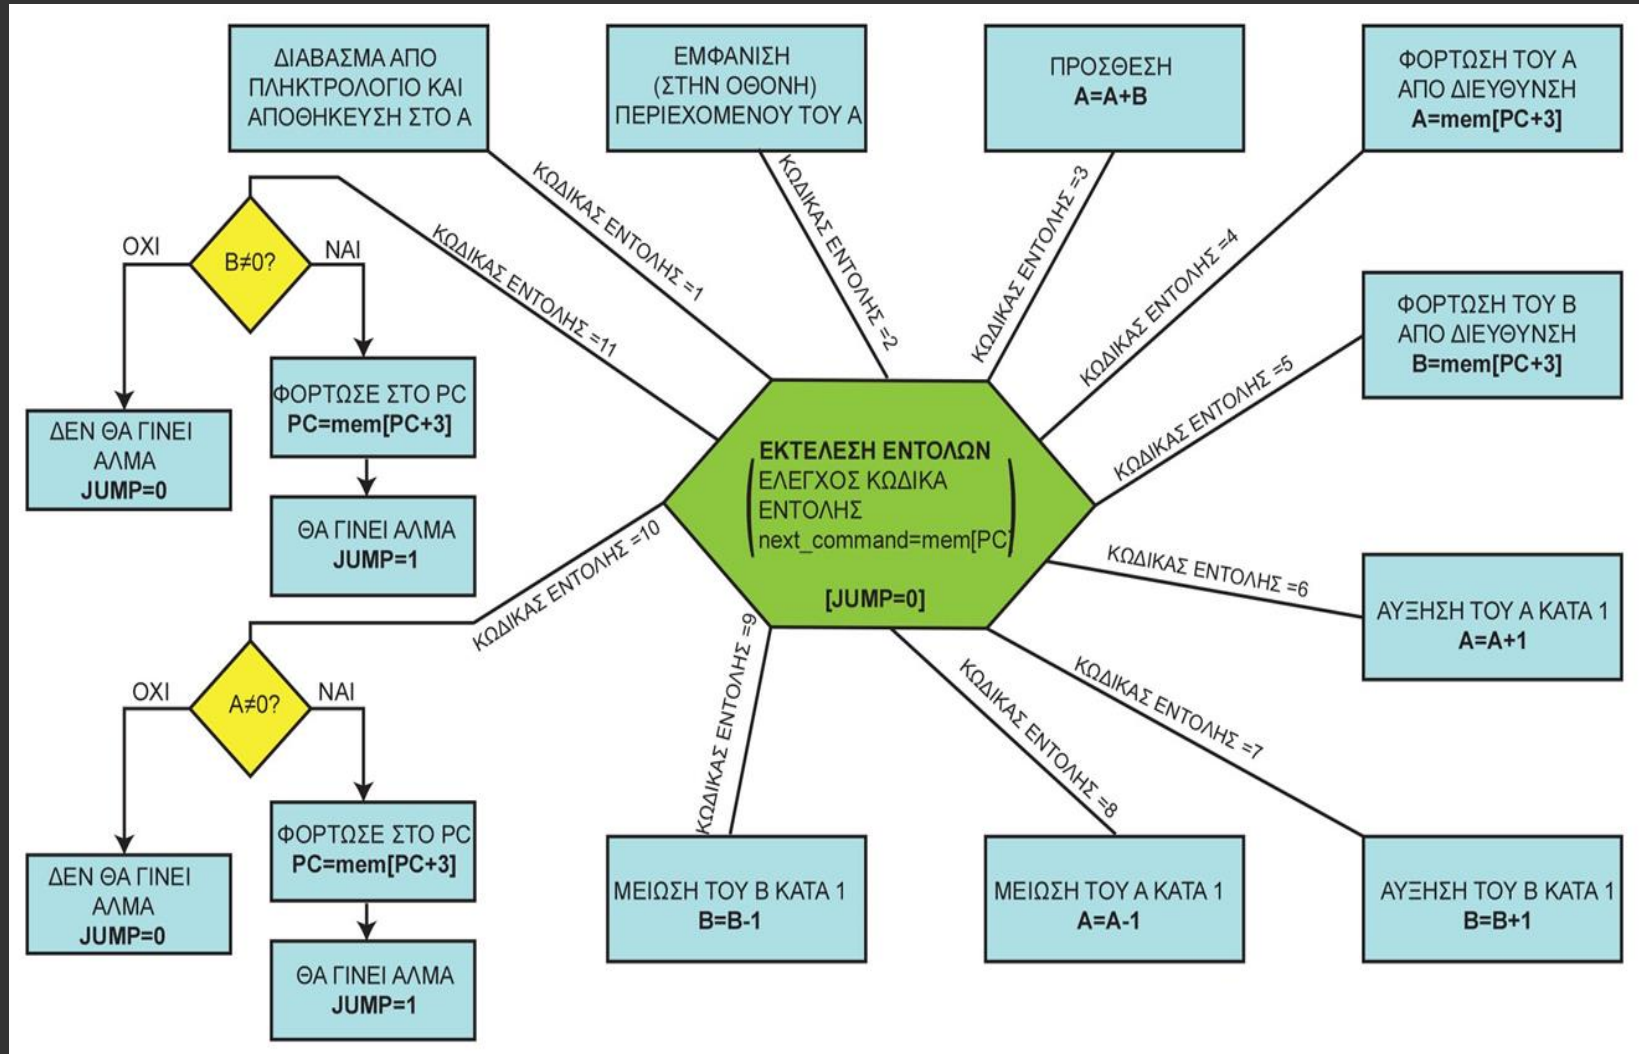 ΔΙΑΒΑΣΜΑ ΑΠΟ
ΠΛΗΚΤΡΟΛΟΓΙΟ ΚΑΙ
ΑΠΟΘΗΚΕΥΣΗ ΣΤΟ Α
ΕΜΦΑΝΙΣΗ
(ΣΤΗΝ ΟΘΟΝΗ)
ΠΕΡΙΕΧΟΜΕΝΟΥ ΤΟΥ Α
ΠΡΟΣΘΕΣΗ
A=A+B
ΦΟΡΤΩΣΗ ΤΟΥ Α
ΑΠΟ ΔΙΕΥΘΥΝΣΗ
A=mem[PC+3]
ΚΩΔΙΚΑΣ ΕΝΤΟΛΗΣ =11
ΚΩΔΙΚΑΣ ΕΝΤΟΛΗΣ =1
ΚΩΔΙΚΑΣ ΕΝΤΟΛΗΣ =2
ΚΩΔΙΚΑΣ ΕΝΤΟΛΗΣ =3
ΚΩΔΙΚΑΣ ΕΝΤΟΛΗΣ =4
ΟΧΙ
B≠0?
ΝΑΙ
ΦΟΡΤΩΣΗ ΤΟΥ Β
ΑΠΟ ΔΙΕΥΘΥΝΣΗ
B=mem[PC+3]
ΚΩΔΙΚΑΣ ΕΝΤΟΛΗΣ =5
ΦΟΡΤΩΣΕ ΣΤΟ PC
PC=mem[PC+3]
ΔΕΝ ΘΑ ΓΙΝΕΙ
ΑΛΜΑ
JUMP=0
ΘΑ ΓΙΝΕΙ ΑΛΜΑ
JUMP=1
ΕΚΤΕΛΕΣΗ ΕΝΤΟΛΩΝ
ΕΛΕΓΧΟΣ ΚΩΔΙΚΑ
ΕΝΤΟΛΗΣ
next_command=mem[PC]
[JUMP=0]
ΚΩΔΙΚΑΣ ΕΝΤΟΛΗΣ =10
ΚΩΔΙΚΑΣ ΕΝΤΟΛΗΣ =6
ΑΥΞΗΣΗ ΤΟΥ Α ΚΑΤΑ 1
A=A+1
ΚΩΔΙΚΑΣ ΕΝΤΟΛΗΣ =9
ΚΩΔΙΚΑΣ ΕΝΤΟΛΗΣ =8
ΚΩΔΙΚΑΣ ΕΝΤΟΛΗΣ =7
ΟΧΙ
A≠0?
ΝΑΙ
ΦΟΡΤΩΣΕ ΣΤΟ PC
PC=mem[PC+3]
ΔΕΝ ΘΑ ΓΙΝΕΙ
ΑΛΜΑ
JUMP=0
ΘΑ ΓΙΝΕΙ ΑΛΜΑ
JUMP=1
ΜΕΙΩΣΗ ΤΟΥ Β ΚΑΤΑ 1
B=B-1
ΜΕΙΩΣΗ ΤΟΥ Α ΚΑΤΑ 1
A=A-1
ΑΥΞΗΣΗ ΤΟΥ Β ΚΑΤΑ 1
B=B+1